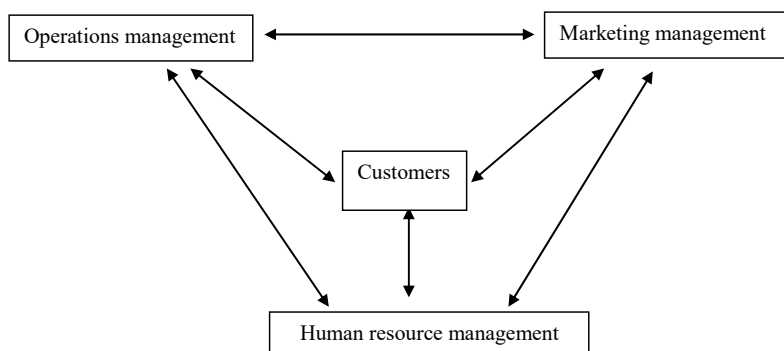 Operations management
Marketing management
Customers
Human resource management